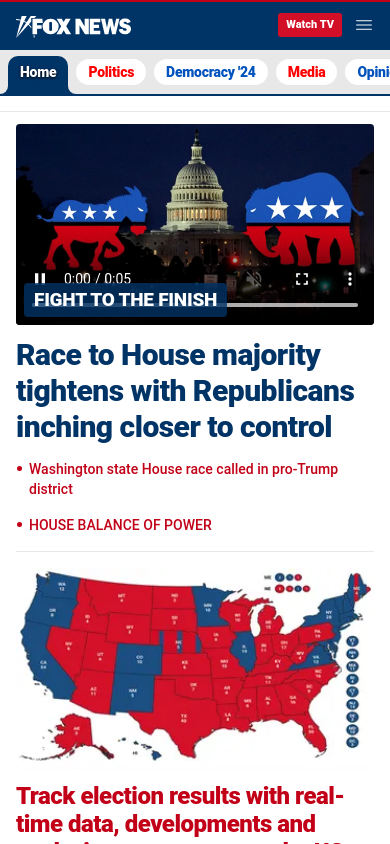 FOX NEWS
Watch TV
Home
Politics
Democracy '24
Media
Opini
0:00 / 0:05
FIGHT TO THE FINISH
Race to House majority
tightens with Republicans
inching closer to control
Washington state House race called in pro-Trump
district
HOUSE BALANCE OF POWER
Track election results with real-
time data, developments and